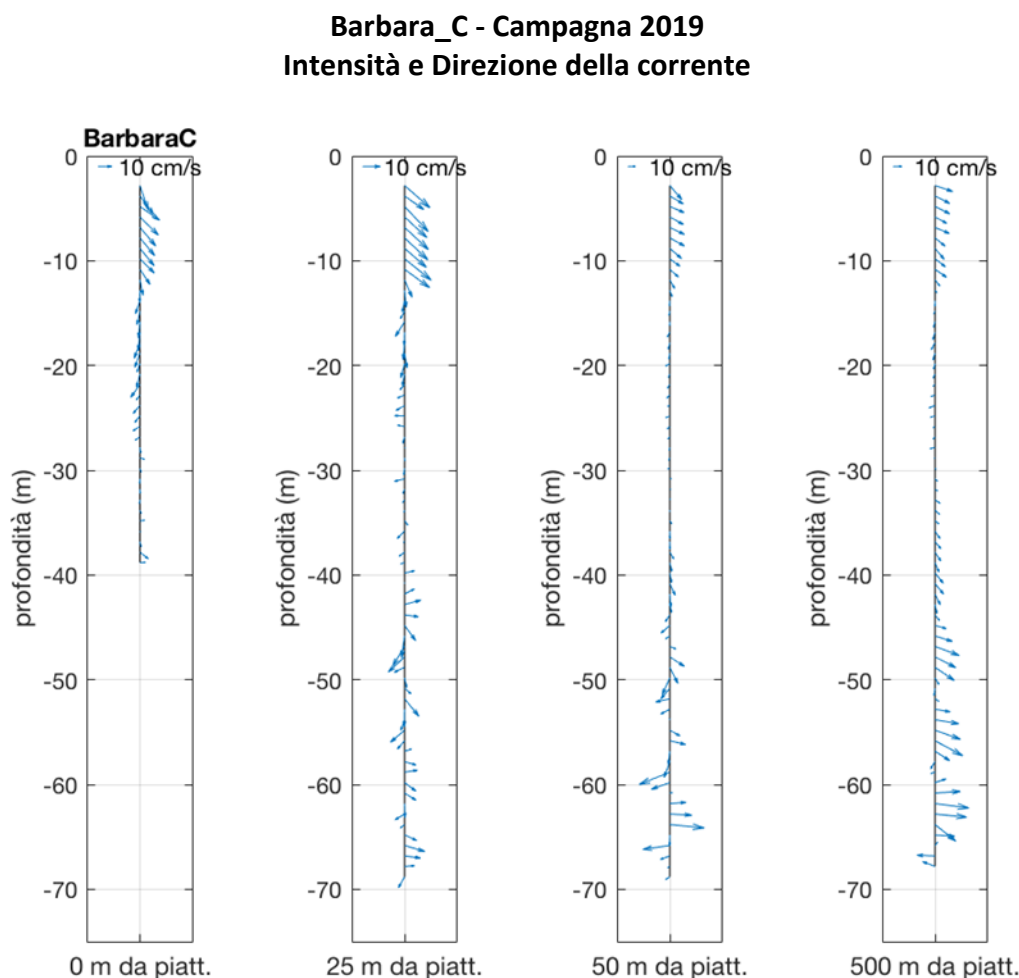 Barbara_C - Campagna 2019
Intensità e Direzione della corrente
BarbaraC
0
10 cm/s
-10
-20
-30
-40
-50
-60
-70
profondità (m)
0 m da piatt.
0
10 cm/s
-10
-20
-30
-40
-50
-60
-70
profondità (m)
25 m da piatt.
0
10 cm/s
-10
-20
-30
-40
-50
-60
-70
profondità (m)
50 m da piatt.
0
10 cm/s
-10
-20
-30
-40
-50
-60
-70
profondità (m)
500 m da piatt.